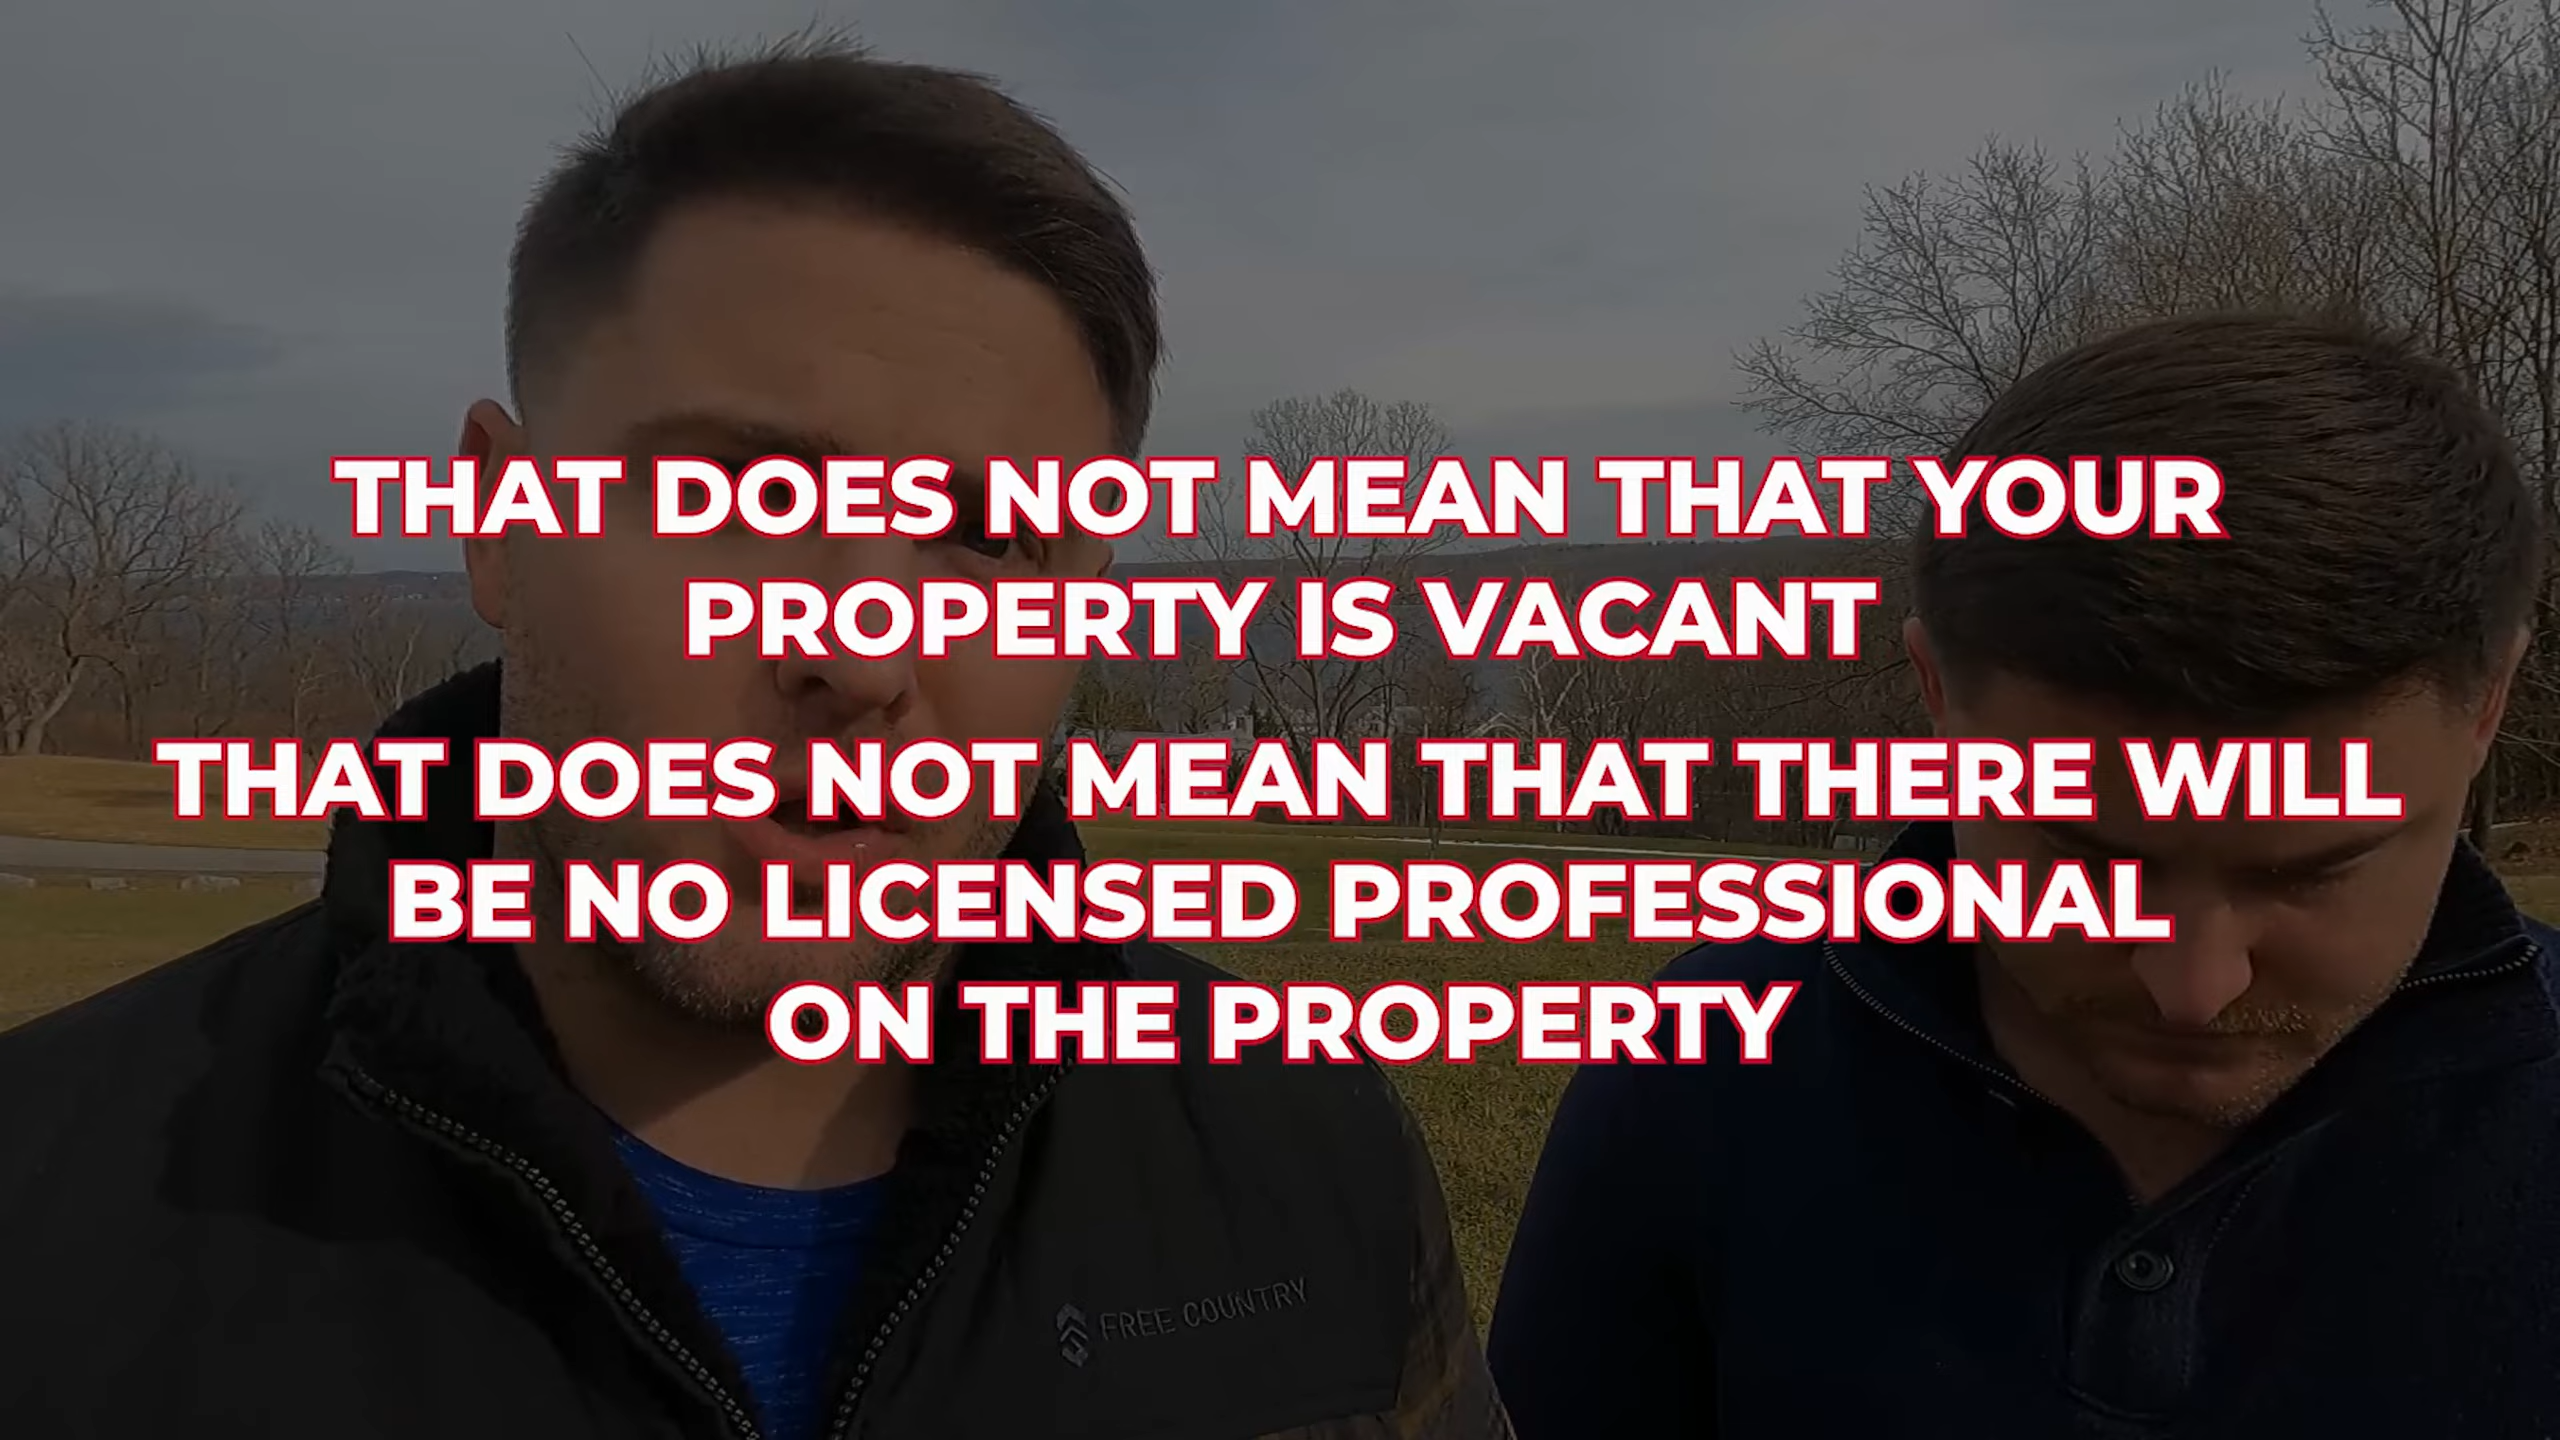 THAT DOES NOT MEAN THAT YOUR
PROPERTY IS VACANT
THAT DOES NOT MEAN THAT THERE WILL
BE NO LICENSED PROFESSIONAL
ON THE PROPERTY
FREE COUNTRY